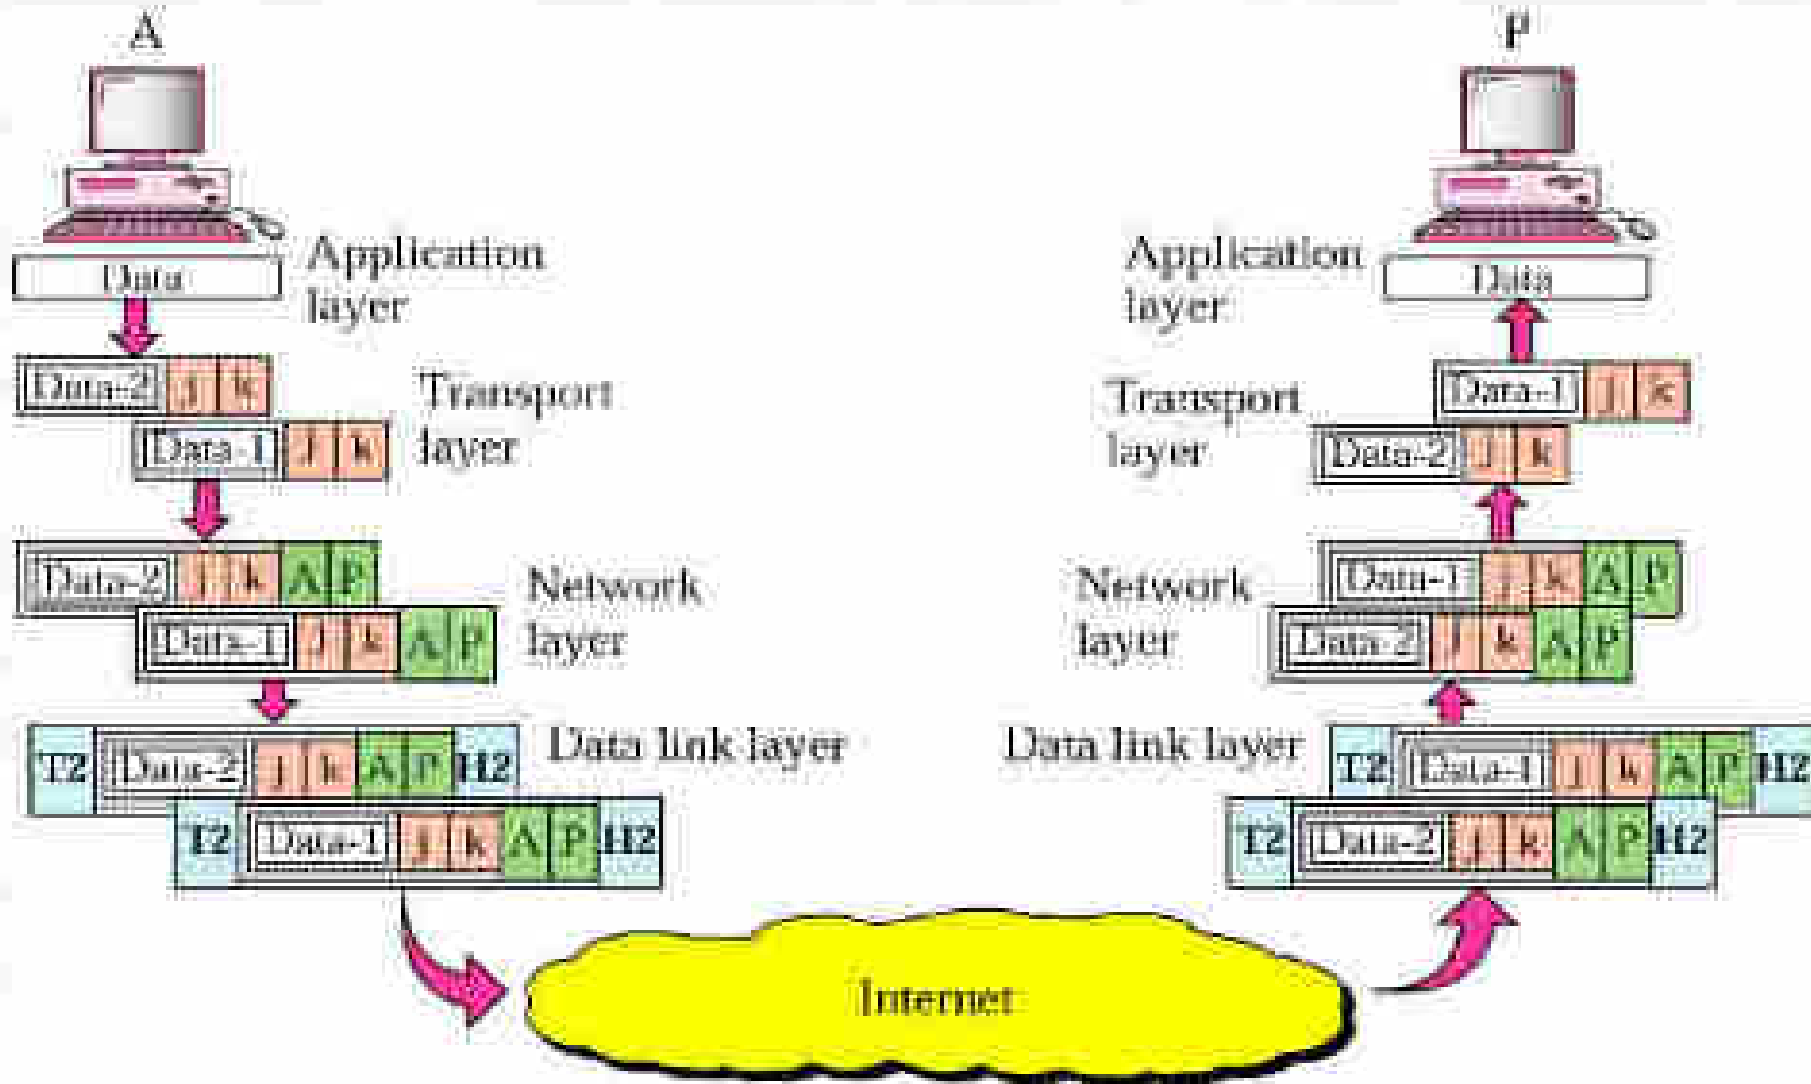 A
P
Data
Application
layer
Data-2 j k
Data-1 j k
Transport
layer
Data-2 j k A P
Data-1 j k A P
Network
layer
T2 Data-2 j k A P H2
T2 Data-1 j k A P H2
Data link layer
Internet
Application
layer
Data
Transport
layer
Data-1 j k
Data-2 j k
Network
layer
Data-1 j k A P
Data-2 j k A P
Data link layer
T2 Data-1 j k A P H2
T2 Data-2 j k A P H2